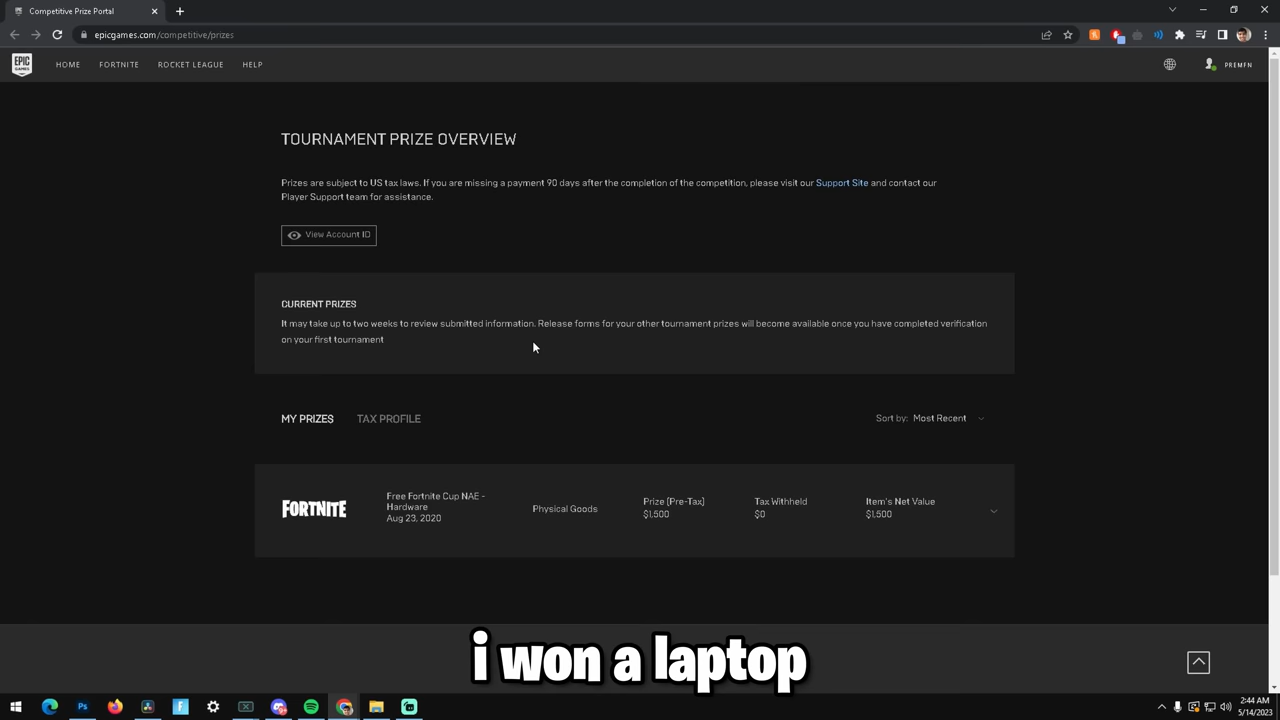 Competitive Prize Portal
epicgames.com/competitive/prizes
EPIC GAMES
HOME FORTNITE ROCKET LEAGUE HELP
PREMFN
TOURNAMENT PRIZE OVERVIEW
Prizes are subject to US tax laws. If you are missing a payment 90 days after the completion of the competition, please visit our Support Site and contact our
Player Support team for assistance.
View Account ID
CURRENT PRIZES
It may take up to two weeks to review submitted information. Release forms for your other tournament prizes will become available once you have completed verification
on your first tournament
MY PRIZES TAX PROFILE Sort by: Most Recent
FORTNITE
Free Fortnite Cup NAE -
Hardware
Aug 23, 2020
Physical Goods
Prize (Pre-Tax)
$1,500
Tax Withheld
$0
Item's Net Value
$1,500
i won a laptop
2:44 AM
5/14/2023